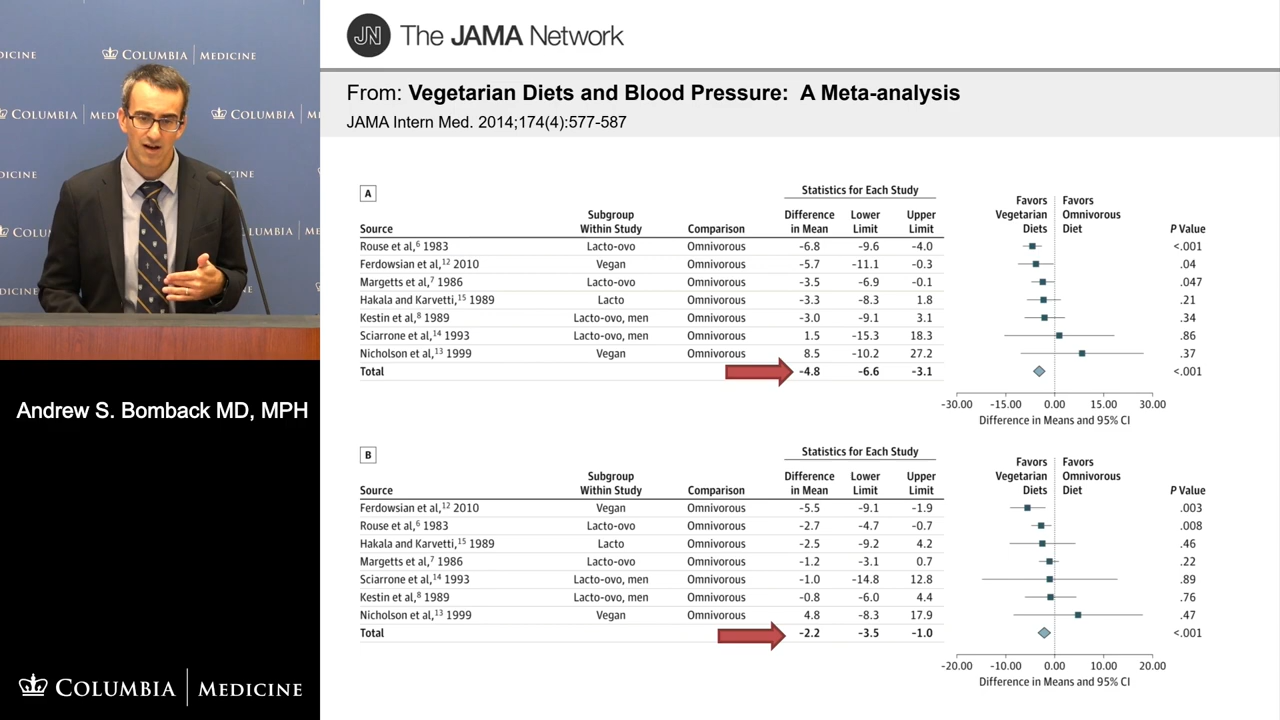 DICINE
COLUMBIA | MEDICINE
COLUMBIA
MEDI
COLUMBIA | M
DICINE
ICINE
COLU
UMBIA | M
DICINE
Andrew S. Bomback MD, MPH
COLUMBIA | MEDICINE
JN The JAMA Network
From: Vegetarian Diets and Blood Pressure: A Meta-analysis
JAMA Intern Med. 2014;174(4):577-587
A
Statistics for Each Study
Favors Vegetarian Diets
Favors Omnivorous Diet
Source Subgroup Within Study Comparison Difference in Mean Lower Limit Upper Limit P Value
Rouse et al,6 1983 Lacto-ovo Omnivorous −6.8 −9.6 −4.0 <.001
Ferdowsian et al,12 2010 Vegan Omnivorous −5.7 −11.1 −0.3 .04
Margetts et al,7 1986 Lacto-ovo Omnivorous −3.5 −6.9 −0.1 .047
Hakala and Karvetti,15 1989 Lacto Omnivorous −3.3 −8.3 1.8 .21
Kestin et al,8 1989 Lacto-ovo, men Omnivorous −3.0 −9.1 3.1 .34
Sciarrone et al,14 1993 Lacto-ovo, men Omnivorous 1.5 −15.3 18.3 .86
Nicholson et al,13 1999 Vegan Omnivorous 8.5 −10.2 27.2 .37
Total −4.8 −6.6 −3.1 <.001
−30.00 −15.00 0.00 15.00 30.00
Difference in Means and 95% CI
B
Statistics for Each Study
Favors Vegetarian Diets
Favors Omnivorous Diet
Source Subgroup Within Study Comparison Difference in Mean Lower Limit Upper Limit P Value
Ferdowsian et al,12 2010 Vegan Omnivorous −5.5 −9.1 −1.9 .003
Rouse et al,6 1983 Lacto-ovo Omnivorous −2.7 −4.7 −0.7 .008
Hakala and Karvetti,15 1989 Lacto Omnivorous −2.5 −9.2 4.2 .46
Margetts et al,7 1986 Lacto-ovo Omnivorous −1.2 −3.1 0.7 .22
Sciarrone et al,14 1993 Lacto-ovo, men Omnivorous −1.0 −14.8 12.8 .89
Kestin et al,8 1989 Lacto-ovo, men Omnivorous −0.8 −6.0 4.4 .76
Nicholson et al,13 1999 Vegan Omnivorous 4.8 −8.3 17.9 .47
Total −2.2 −3.5 −1.0 <.001
−20.00 −10.00 0.00 10.00 20.00
Difference in Means and 95% CI